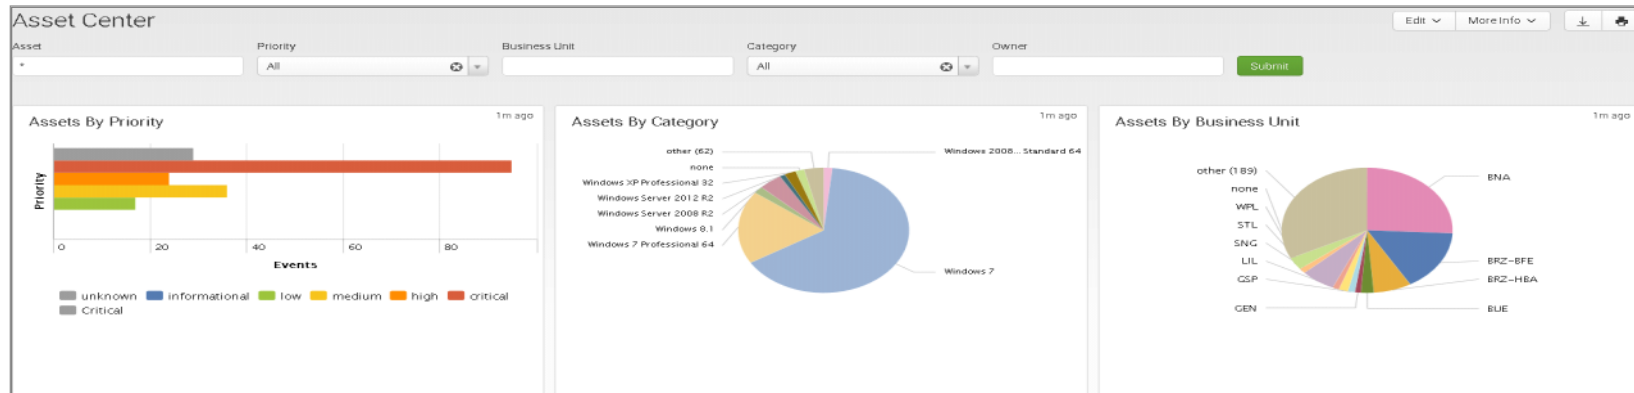 Asset Center
Edit More Info
Asset Priority Business Unit Category Owner
* All All Submit
Assets By Priority 1m ago
Priority
0 20 40 60 80
Events
unknown informational low medium high critical
Critical
Assets By Category 1m ago
other (62)
none
Windows XP Professional 32
Windows Server 2012 R2
Windows Server 2008 R2
Windows 8.1
Windows 7 Professional 64
Windows 2008... Standard 64
Windows 7
Assets By Business Unit 1m ago
other (189)
none
WPL
STL
SNG
LIL
GSP
GEN
BNA
BRZ-BFE
BRZ-HBA
BUE